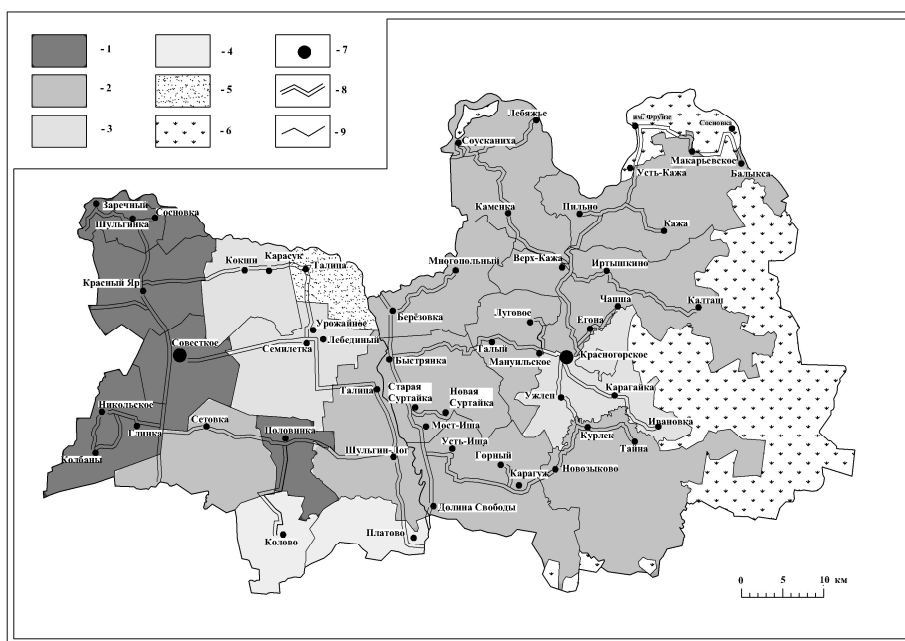 - 1
- 4
- 7
- 2
- 5
- 8
- 3
- 6
- 9
Лебяжье
им. Фрунзе
Сосновка
Соусканиха
Макарьевское
Балыкса
Усть-Кажа
Заречный
Сосновка
Шульгинка
Каменка
Пильно
Кажа
Карасук
Кокши
Талица
Многопольный
Верх-Кажа
Иртышкино
Красный Яр
Чапша
Калташ
Урожайное
Лебединый
Берёзовка
Луговое
Егона
Совесткое
Семилетка
Быстрянка
Талый
Мануильское
Красногорское
Талица
Старая
Суртайка
Новая
Суртайка
Карагайка
Ужлеп
Никольское
Сетовка
Глинка
Половинка
Мост-Иша
Ивановка
Курлек
Тайна
Колбаны
Шульгин-Лог
Усть-Иша
Горный
Карагуж
Новозыково
Долина Свободы
Колово
Платово
0 5 10 км